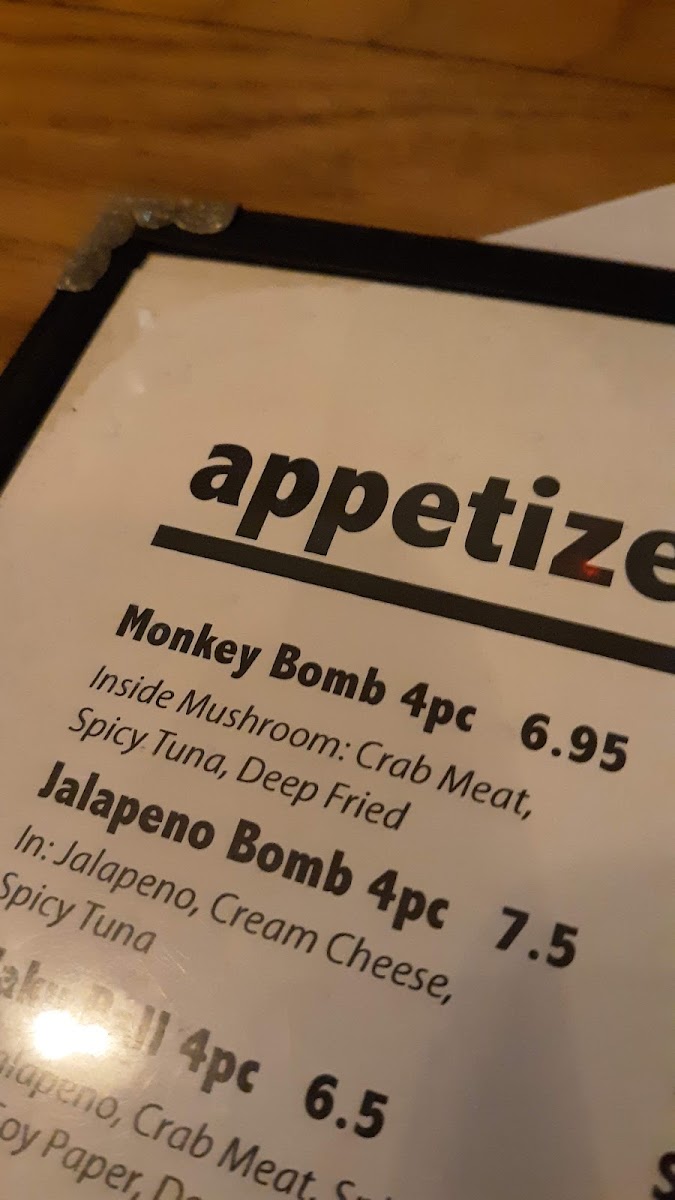 appetize
Monkey Bomb 4pc 6.95
Inside Mushroom: Crab Meat,
Spicy Tuna, Deep Fried
Jalapeno Bomb 4pc 7.5
In: Jalapeno, Cream Cheese,
Spicy Tuna
4pc 6.5
Crab Meat,
Paper,